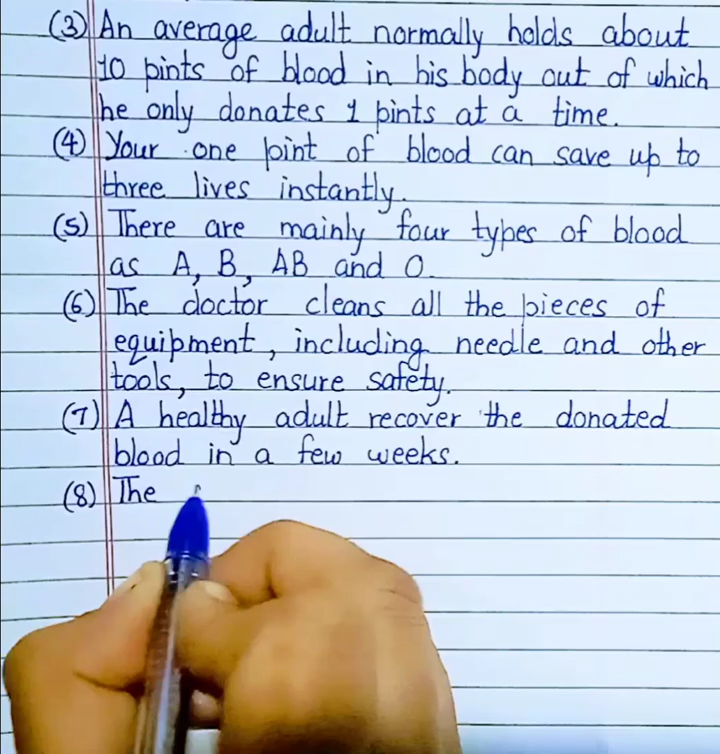 (3) An average adult normally holds about
10 pints of blood in his body out of which
he only donates 1 pints at a time.
(4) Your one point of blood can save up to
three lives instantly.
(5) There are mainly four types of blood
as A, B, AB and O.
(6) The doctor cleans all the pieces of
equipment, including needle and other
tools, to ensure safety.
(7) A healthy adult recover the donated
blood in a few weeks.
(8) The